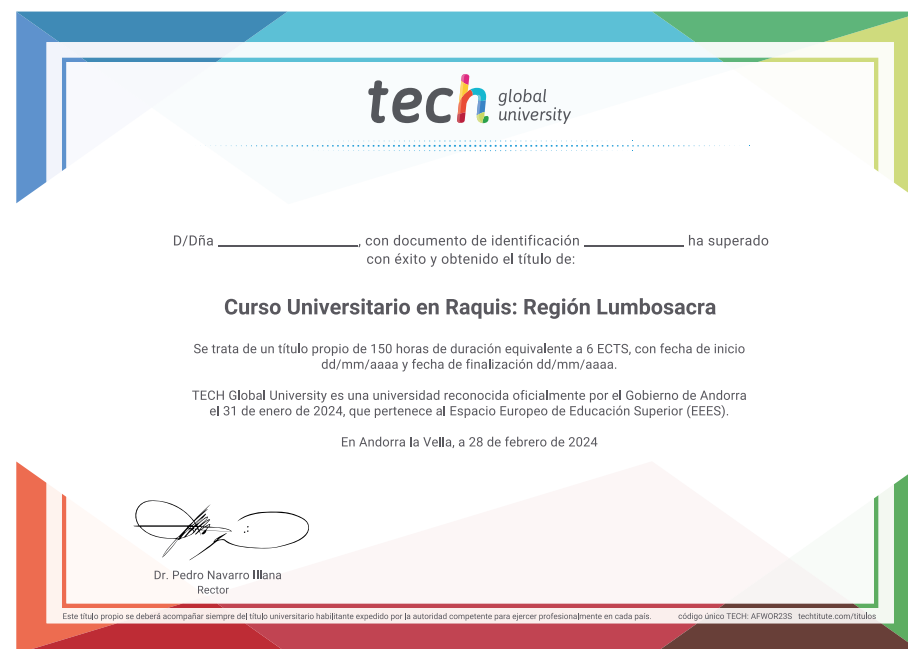 tech global university
D/Dña ____________________, con documento de identificación ______________ ha superado
con éxito y obtenido el título de:
Curso Universitario en Raquis: Región Lumbosacra
Se trata de un título propio de 150 horas de duración equivalente a 6 ECTS, con fecha de inicio
dd/mm/aaaa y fecha de finalización dd/mm/aaaa.
TECH Global University es una universidad reconocida oficialmente por el Gobierno de Andorra
el 31 de enero de 2024, que pertenece al Espacio Europeo de Educación Superior (EEES).
En Andorra la Vella, a 28 de febrero de 2024
Dr. Pedro Navarro Illana
Rector
Este título propio se deberá acompañar siempre del título universitario habilitante expedido por la autoridad competente para ejercer profesionalmente en cada país. código único TECH: AFWOR23S techtitute.com/titulos